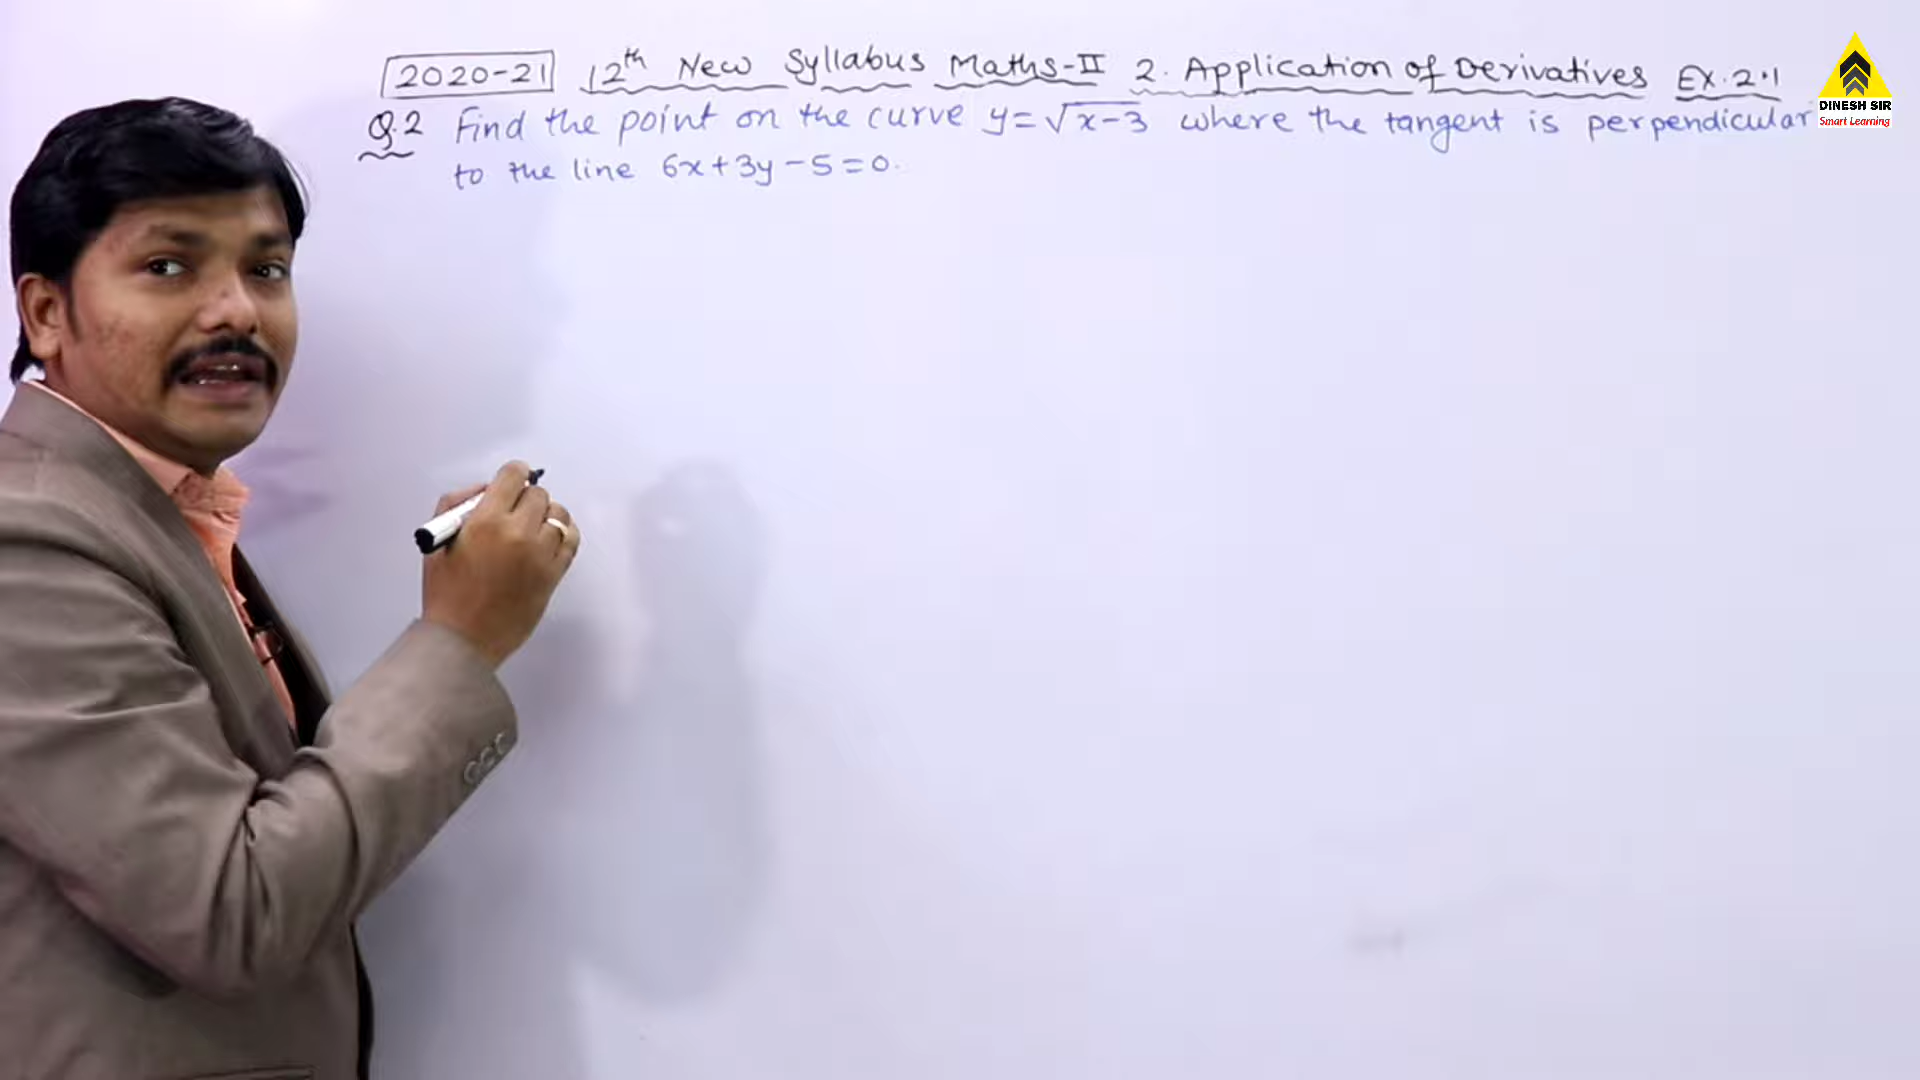 2020-21 12th New Syllabus Maths-II 2. Application of Derivatives Ex. 2.1
Q.2 Find the point on the curve y=√x-3 where the tangent is perpendicular
to the line 6x+3y-5=0.
DINESH SIR
Smart Learning